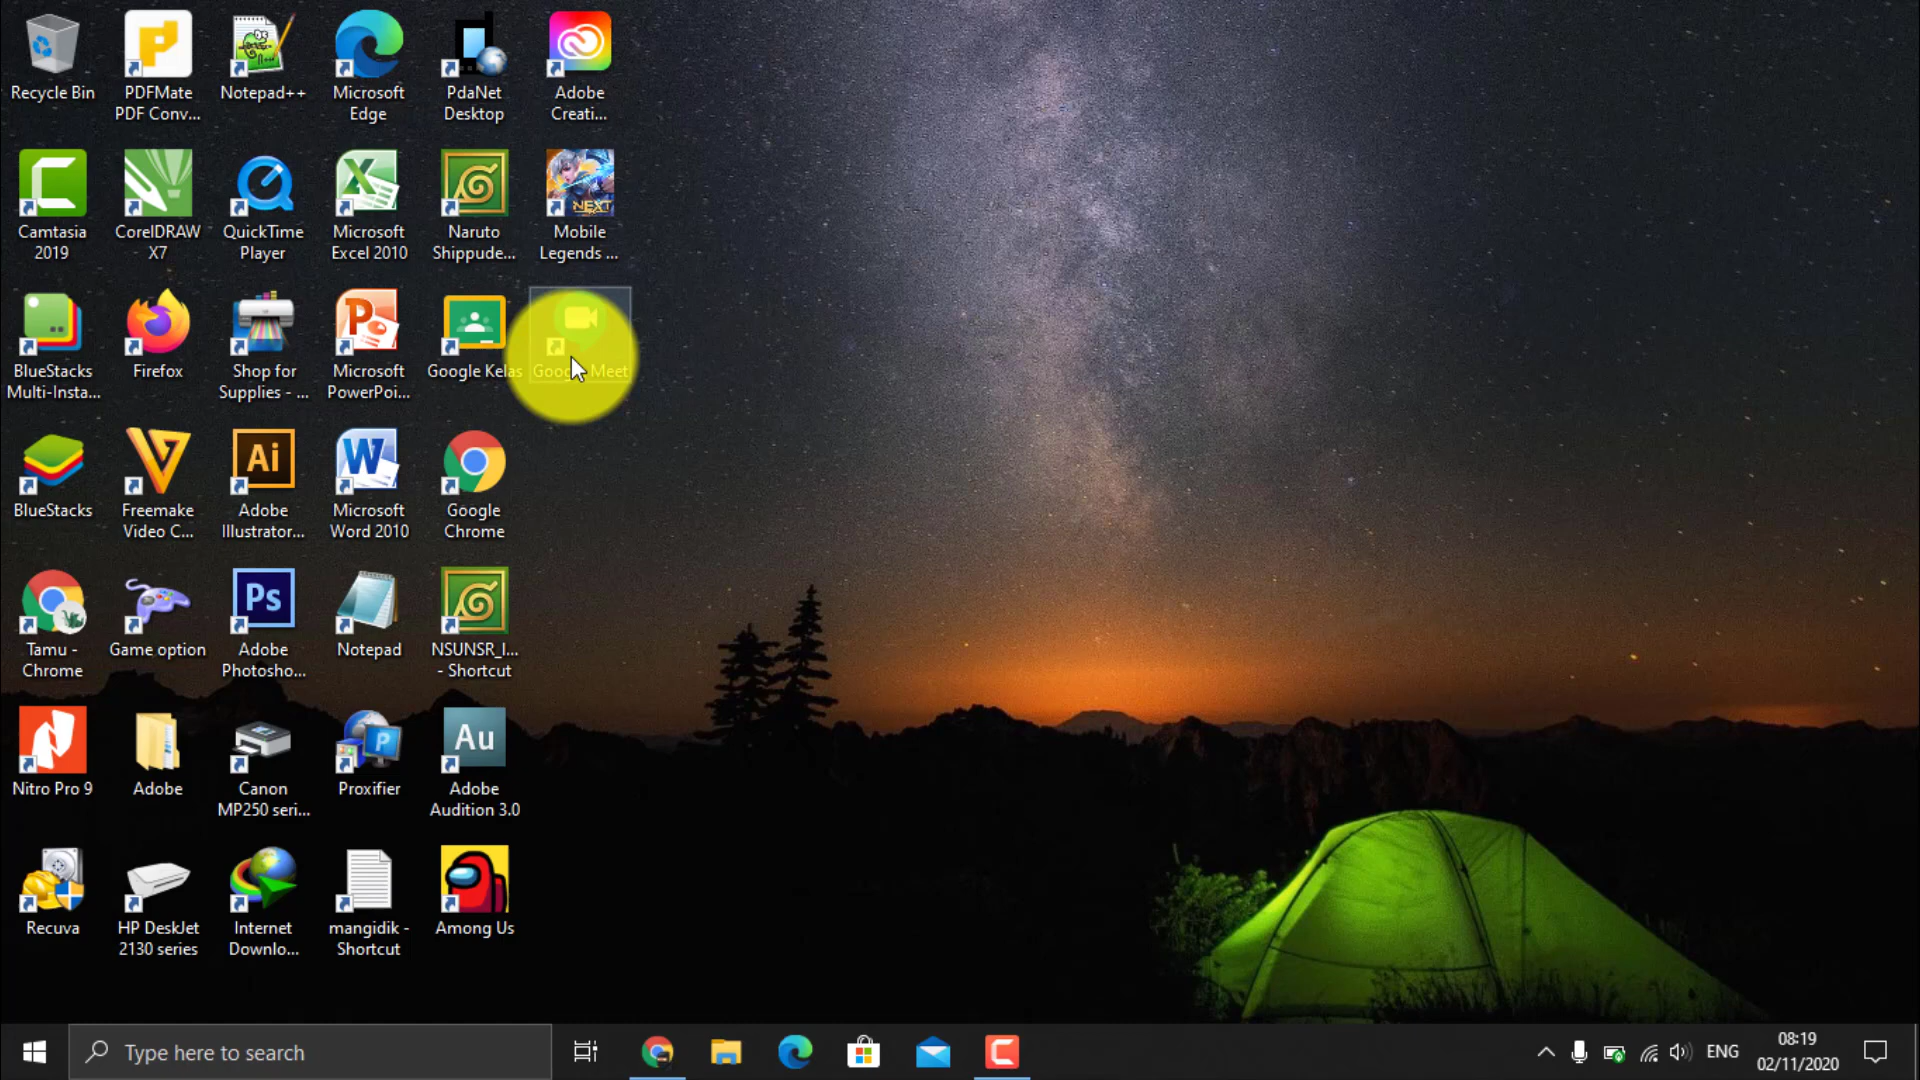 Recycle Bin
PDFMate
PDF Conv...
Notepad++
Microsoft
Edge
PdaNet
Desktop
Adobe
Creati...
NEXT
Camtasia
2019
CorelDRAW
X7
QuickTime
Player
Microsoft
Excel 2010
Naruto
Shippude...
Mobile
Legends ...
BlueStacks
Multi-Insta...
Firefox
Shop for
Supplies - ...
Microsoft
PowerPoi...
Google Kelas
Google Meet
BlueStacks
Freemake
Video C...
Ai
Adobe
Illustrator...
Microsoft
Word 2010
Google
Chrome
Tamu -
Chrome
Game option
Ps
Adobe
Photosho...
Notepad
NSUNSR_I...
- Shortcut
Nitro Pro 9
Adobe
Canon
MP250 seri...
Proxifier
Au
Adobe
Audition 3.0
Recuva
HP DeskJet
2130 series
Internet
Downlo...
mangidik -
Shortcut
Among Us
Type here to search
ENG
08:19
02/11/2020